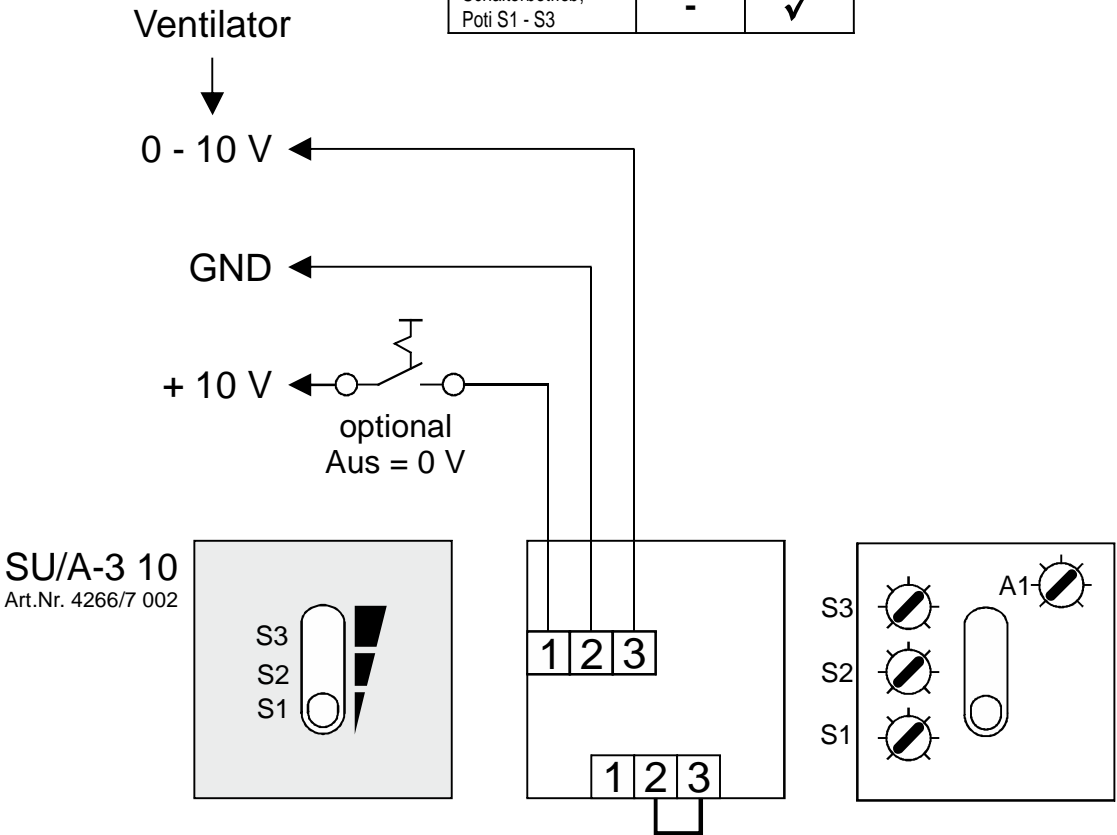 Poti S1 - S3
-
√
Ventilator
0 - 10 V
GND
+ 10 V
optional
Aus = 0 V
SU/A-3 10
Art.Nr. 4266/7 002
S3
S2
S1
1 2 3
1 2 3
A1
S3
S2
S1